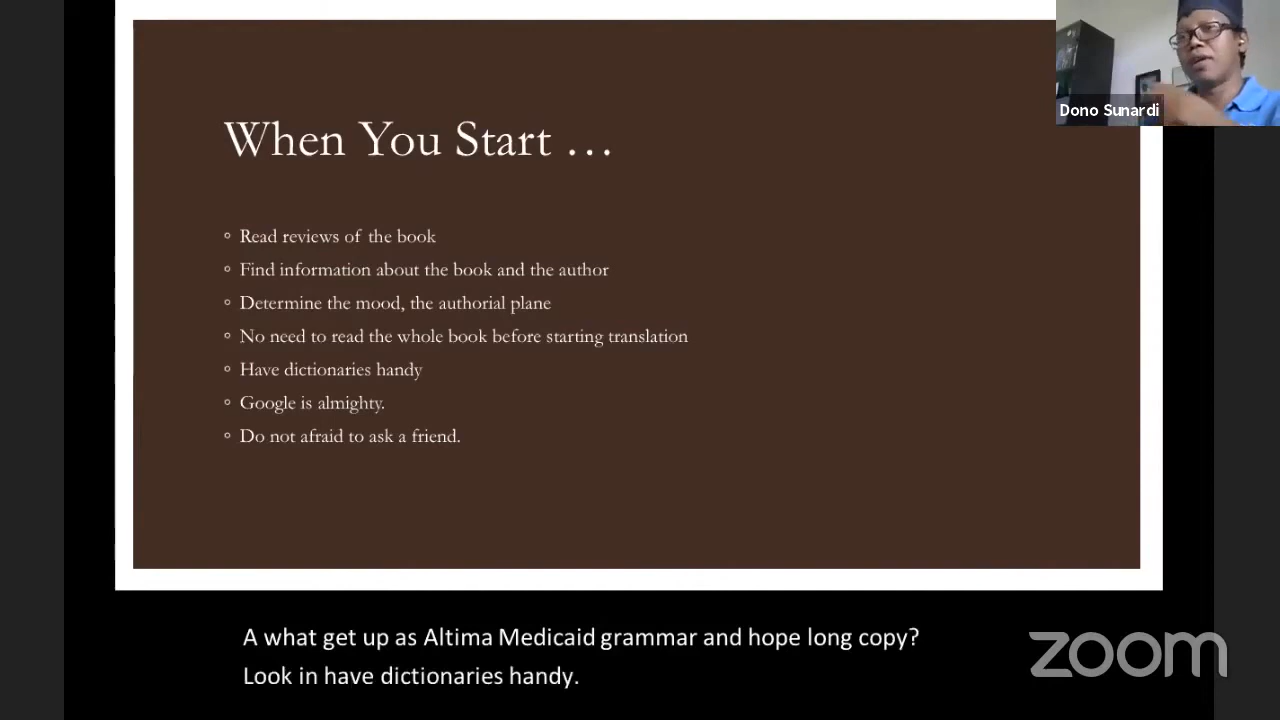 When You Start …
Dono Sunardi
◦ Read reviews of the book
◦ Find information about the book and the author
◦ Determine the mood, the authorial plane
◦ No need to read the whole book before starting translation
◦ Have dictionaries handy
◦ Google is almighty.
◦ Do not afraid to ask a friend.
A what get up as Altima Medicaid grammar and hope long copy?
Look in have dictionaries handy.
zoom